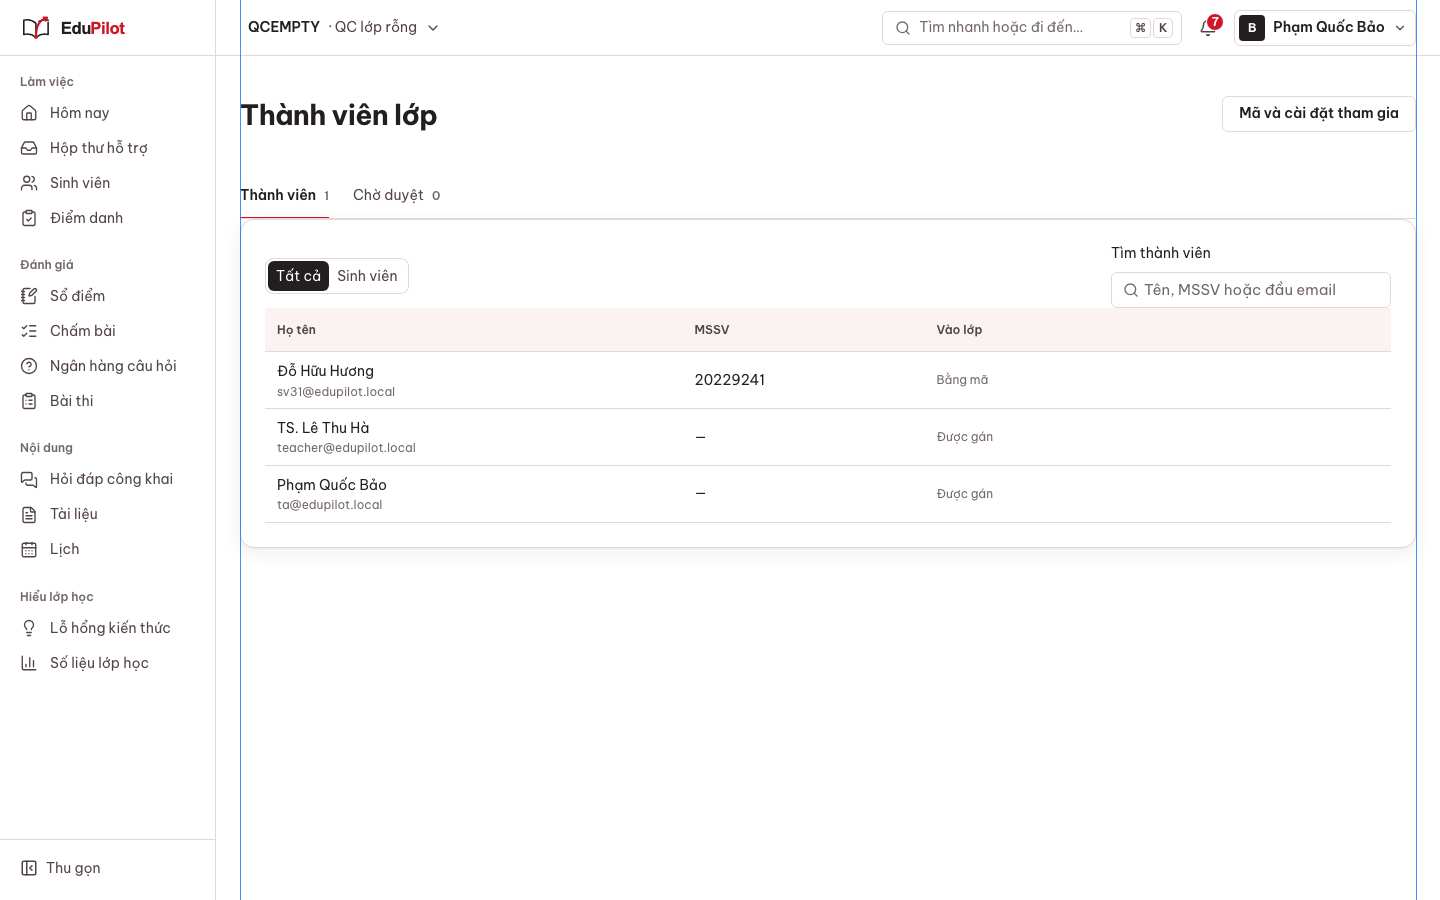 EduPilot
QCEMPTY · QC lớp rỗng
Tìm nhanh hoặc đi đến... ⌘ K
7
B Phạm Quốc Bảo
Làm việc
Hôm nay
Hộp thư hỗ trợ
Sinh viên
Điểm danh
Đánh giá
Sổ điểm
Chấm bài
Ngân hàng câu hỏi
Bài thi
Nội dung
Hỏi đáp công khai
Tài liệu
Lịch
Hiểu lớp học
Lỗ hổng kiến thức
Số liệu lớp học
Thu gọn
Thành viên lớp
Mã và cài đặt tham gia
Thành viên 1 Chờ duyệt 0
Tìm thành viên
Tất cả Sinh viên
Tên, MSSV hoặc đầu email
Họ tên MSSV Vào lớp
Đỗ Hữu Hương
sv31@edupilot.local
20229241
Bằng mã
TS. Lê Thu Hà
teacher@edupilot.local
—
Được gán
Phạm Quốc Bảo
ta@edupilot.local
—
Được gán